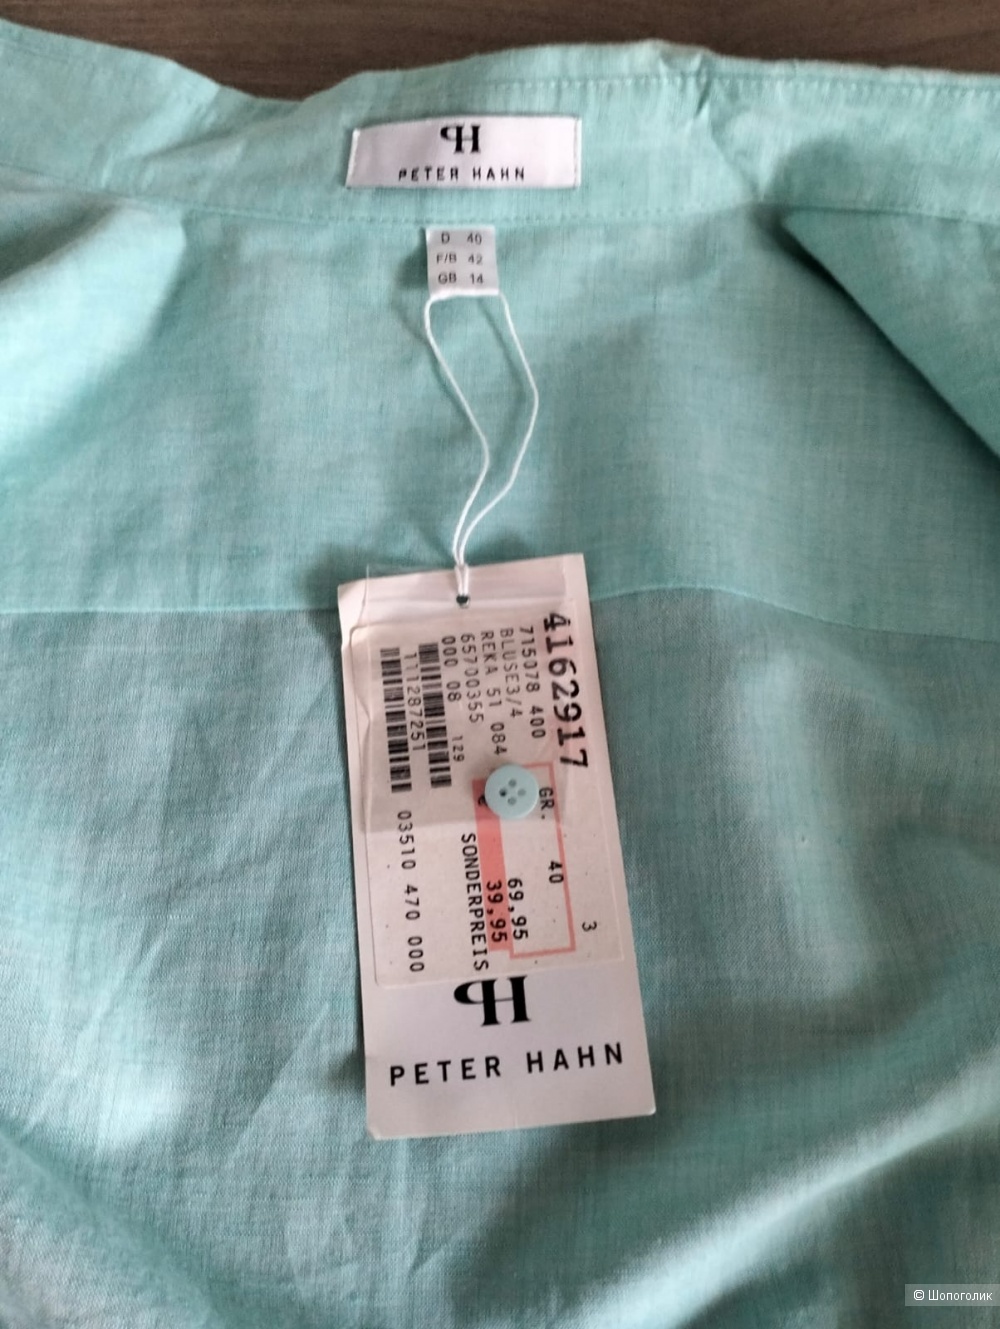 PH
PETER HAHN
D 40
F/B 42
GB 14
4162917
715078 400
BLUSE3/4
REKA 51 084
65700355
000 08 129
111287251
GR. 40 3
€ 69,95
39,95
SONDERPREIS
03510 470 000
PH
PETER HAHN
© Шопоголик